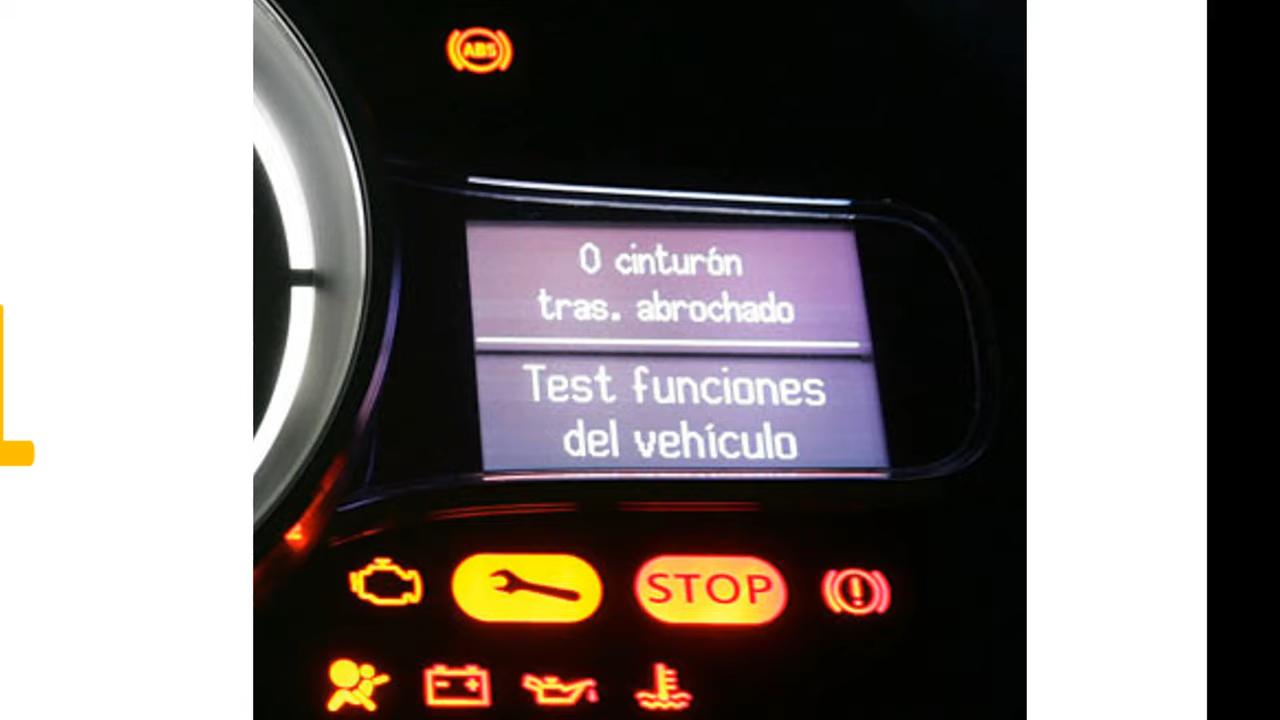 ABS
0 cinturón
tras. abrochado
Test funciones
del vehículo
STOP